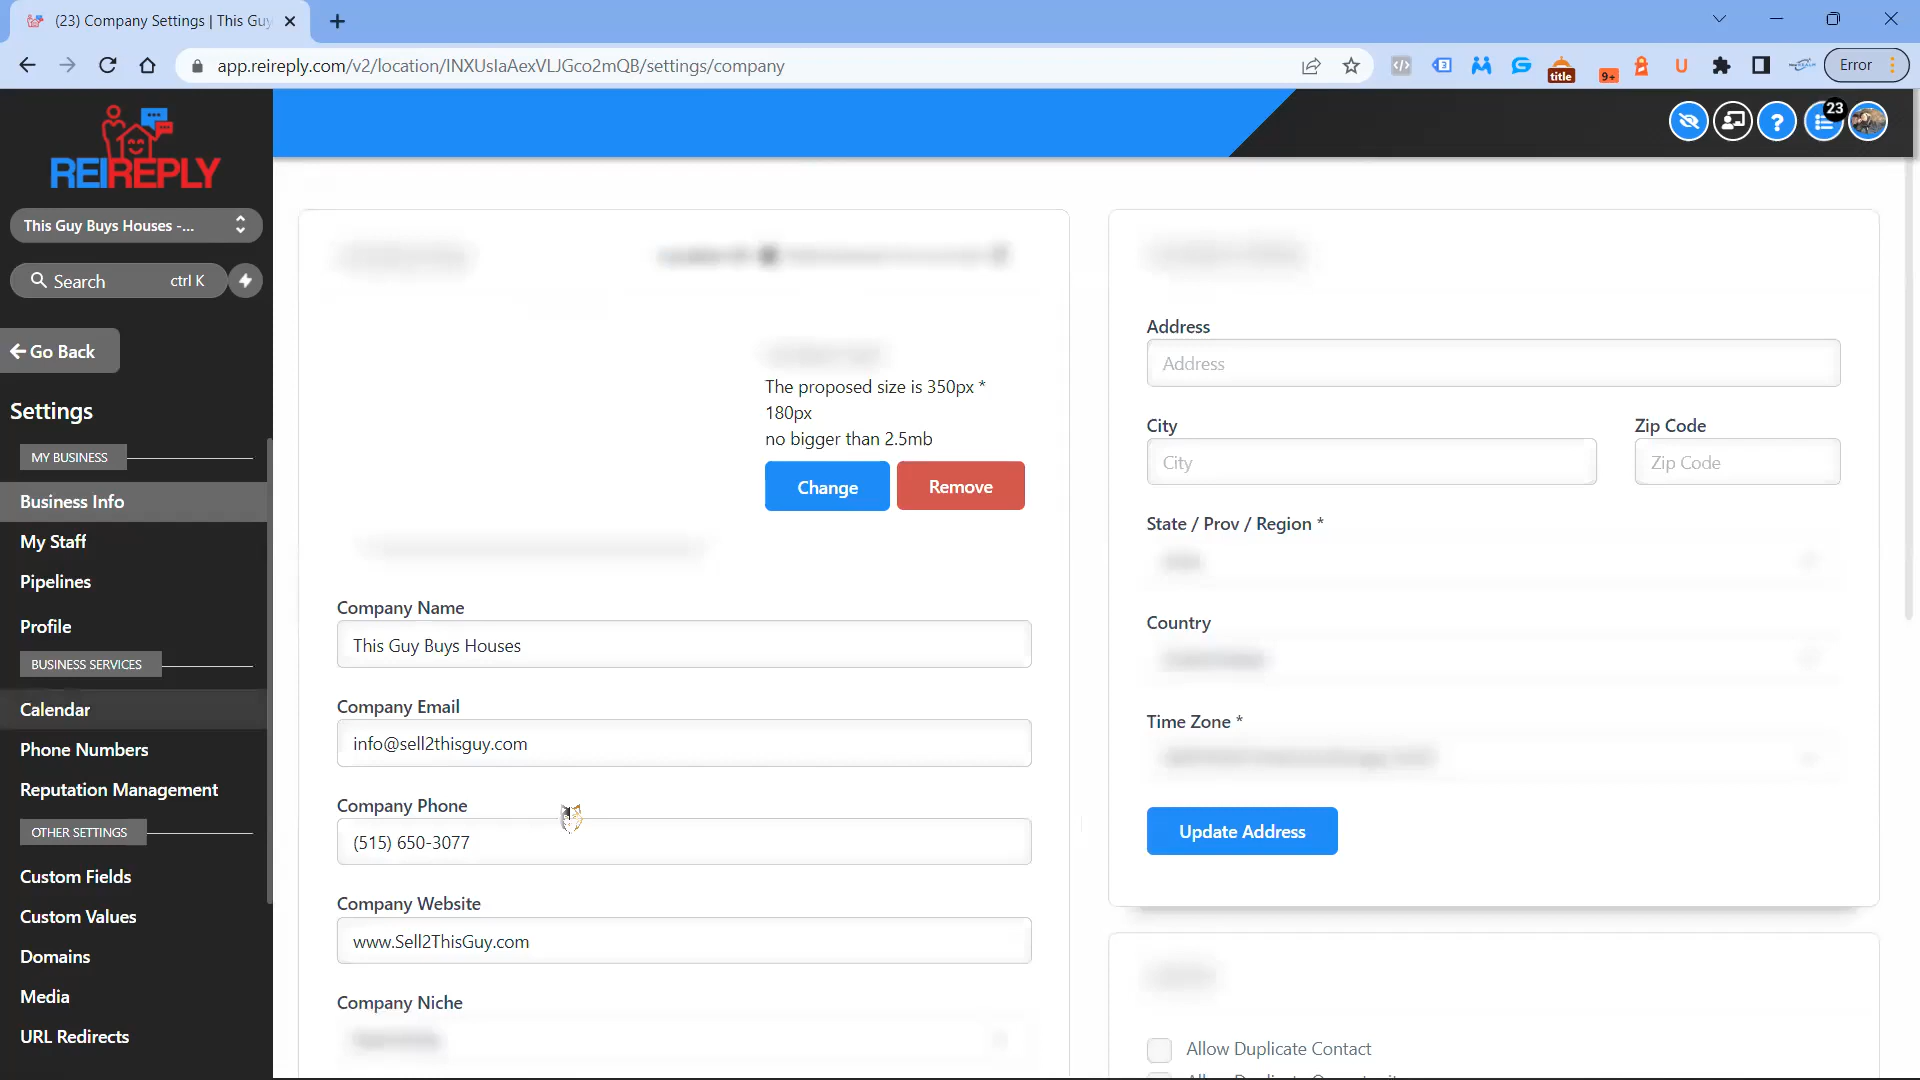 (23) Company Settings | This Guy
app.reireply.com/v2/location/INXUsIaAexVLJGco2mQB/settings/company
title
9+
Error
REIREPLY
23
This Guy Buys Houses -...
Search ctrl K
Go Back
Settings
MY BUSINESS
Business Info
My Staff
Pipelines
Profile
BUSINESS SERVICES
Calendar
Phone Numbers
Reputation Management
OTHER SETTINGS
Custom Fields
Custom Values
Domains
Media
URL Redirects
The proposed size is 350px *
180px
no bigger than 2.5mb
Change Remove
Company Name
This Guy Buys Houses
Company Email
info@sell2thisguy.com
Company Phone
(515) 650-3077
Company Website
www.Sell2ThisGuy.com
Company Niche
Address
Address
City Zip Code
City Zip Code
State / Prov / Region *
Country
Time Zone *
Update Address
Allow Duplicate Contact